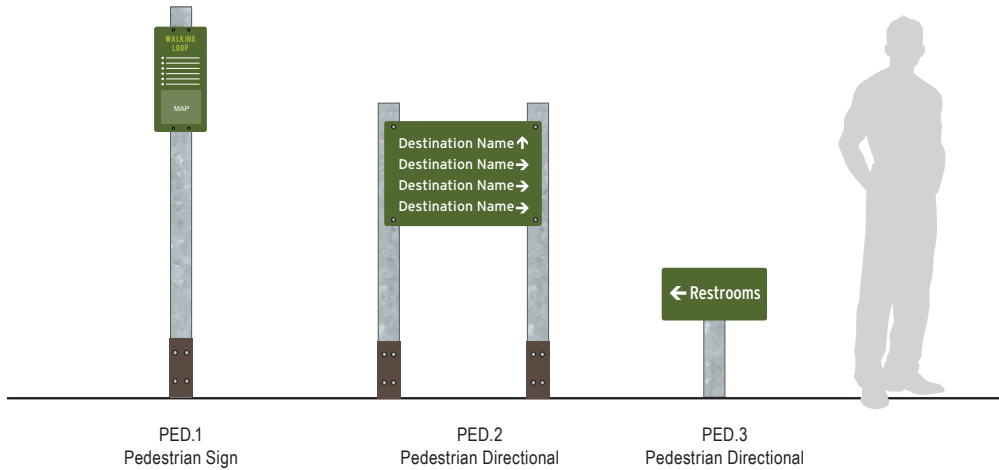 WALKING
LOOP
MAP
Destination Name ↑
Destination Name →
Destination Name →
Destination Name →
← Restrooms
PED.1
Pedestrian Sign
PED.2
Pedestrian Directional
PED.3
Pedestrian Directional